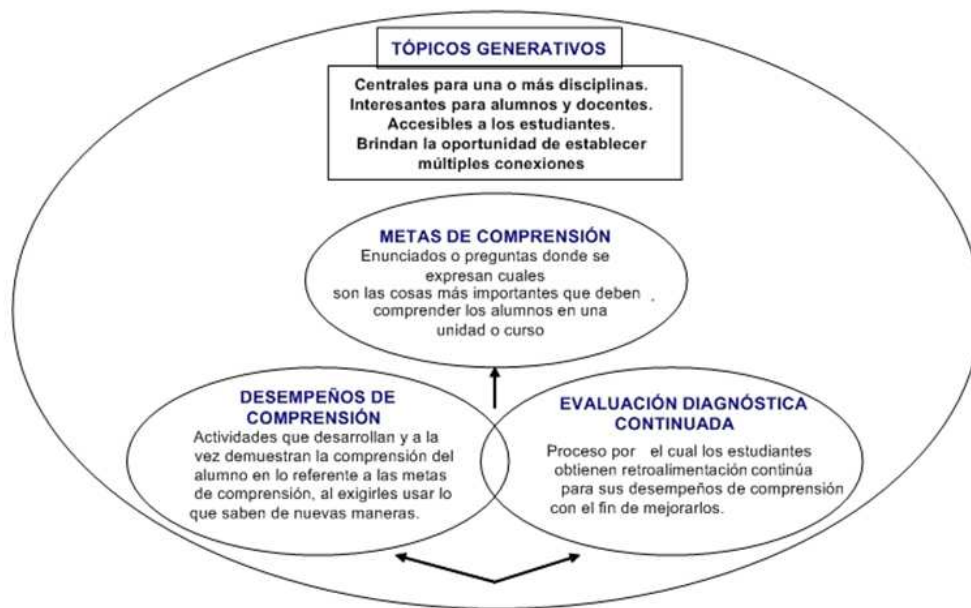 TÓPICOS GENERATIVOS
Centrales para una o más disciplinas.
Interesantes para alumnos y docentes.
Accesibles a los estudiantes.
Brindan la oportunidad de establecer
múltiples conexiones
METAS DE COMPRENSIÓN
Enunciados o preguntas donde se
expresan cuales
son las cosas más importantes que deben
comprender los alumnos en una
unidad o curso
DESEMPEÑOS DE
COMPRENSIÓN
Actividades que desarrollan y a la
vez demuestran la comprensión del
alumno en lo referente a las metas
de comprensión, al exigirles usar lo
que saben de nuevas maneras.
EVALUACIÓN DIAGNÓSTICA
CONTINUADA
Proceso por el cual los estudiantes
obtienen retroalimentación continúa
para sus desempeños de comprensión
con el fin de mejorarlos.